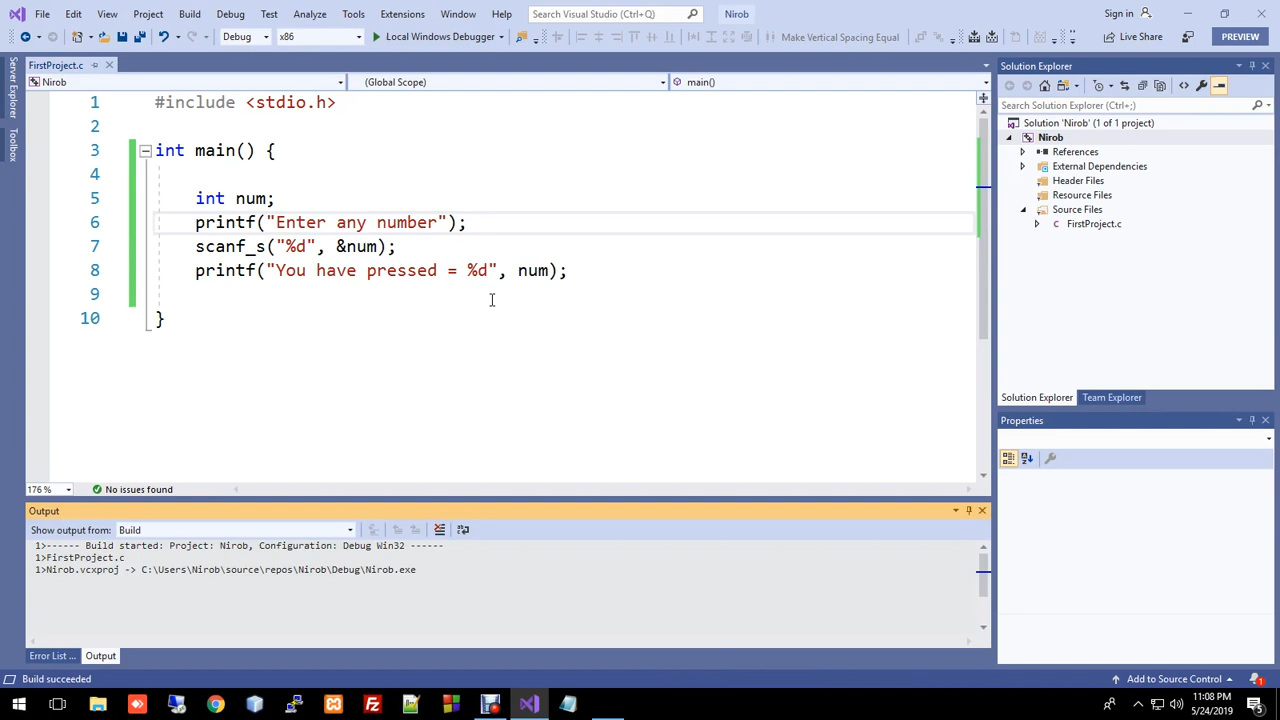 File Edit View Project Build Debug Test Analyze Tools Extensions Window Help Search Visual Studio Nirob Sign in
Debug x86 Local Windows Debugger Make Vertical Spacing Equal Live Share PREVIEW
Server Explorer
Toolbox
FirstProject.c
Nirob (Global Scope) main()
1 #include <stdio.h>
2
3 int main() {
4
5 int num;
6 printf("Enter any number");
7 scanf_s("%d", &num);
8 printf("You have pressed = %d", num);
9
10 }
176 % No issues found
Output
Show output from: Build
1>------ Build started: Project: Nirob, Configuration: Debug Win32 ------
1>FirstProject.c
1>Nirob.vcxproj -> C:\Users\Nirob\source\repos\Nirob\Debug\Nirob.exe
Error List ... Output
Solution Explorer
Search Solution Explorer (Ctrl+;)
Solution 'Nirob' (1 of 1 project)
Nirob
References
External Dependencies
Header Files
Resource Files
Source Files
FirstProject.c
Solution Explorer Team Explorer
Properties
Build succeeded Add to Source Control 1
11:08 PM
5/24/2019